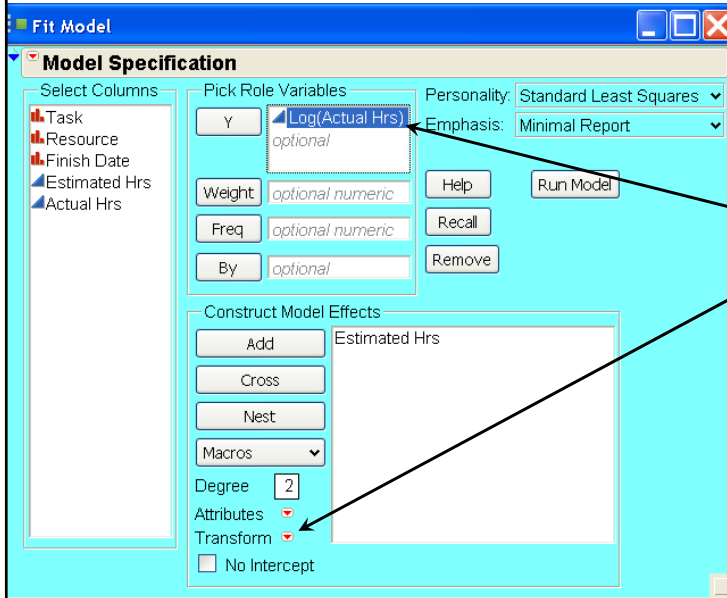 Fit Model
Model Specification
Select Columns
Task
Resource
Finish Date
Estimated Hrs
Actual Hrs
Pick Role Variables
Y
Log(Actual Hrs)
optional
Weight
optional numeric
Freq
optional numeric
By
optional
Personality: Standard Least Squares
Emphasis: Minimal Report
Help
Run Model
Recall
Remove
Construct Model Effects
Add
Cross
Nest
Macros
Degree 2
Attributes
Transform
No Intercept
Estimated Hrs